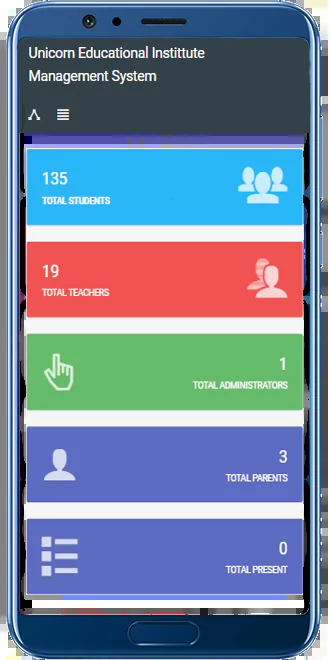 Unicorn Educational Instittute
Management System
135
TOTAL STUDENTS
19
TOTAL TEACHERS
1
TOTAL ADMINISTRATORS
3
TOTAL PARENTS
0
TOTAL PRESENT